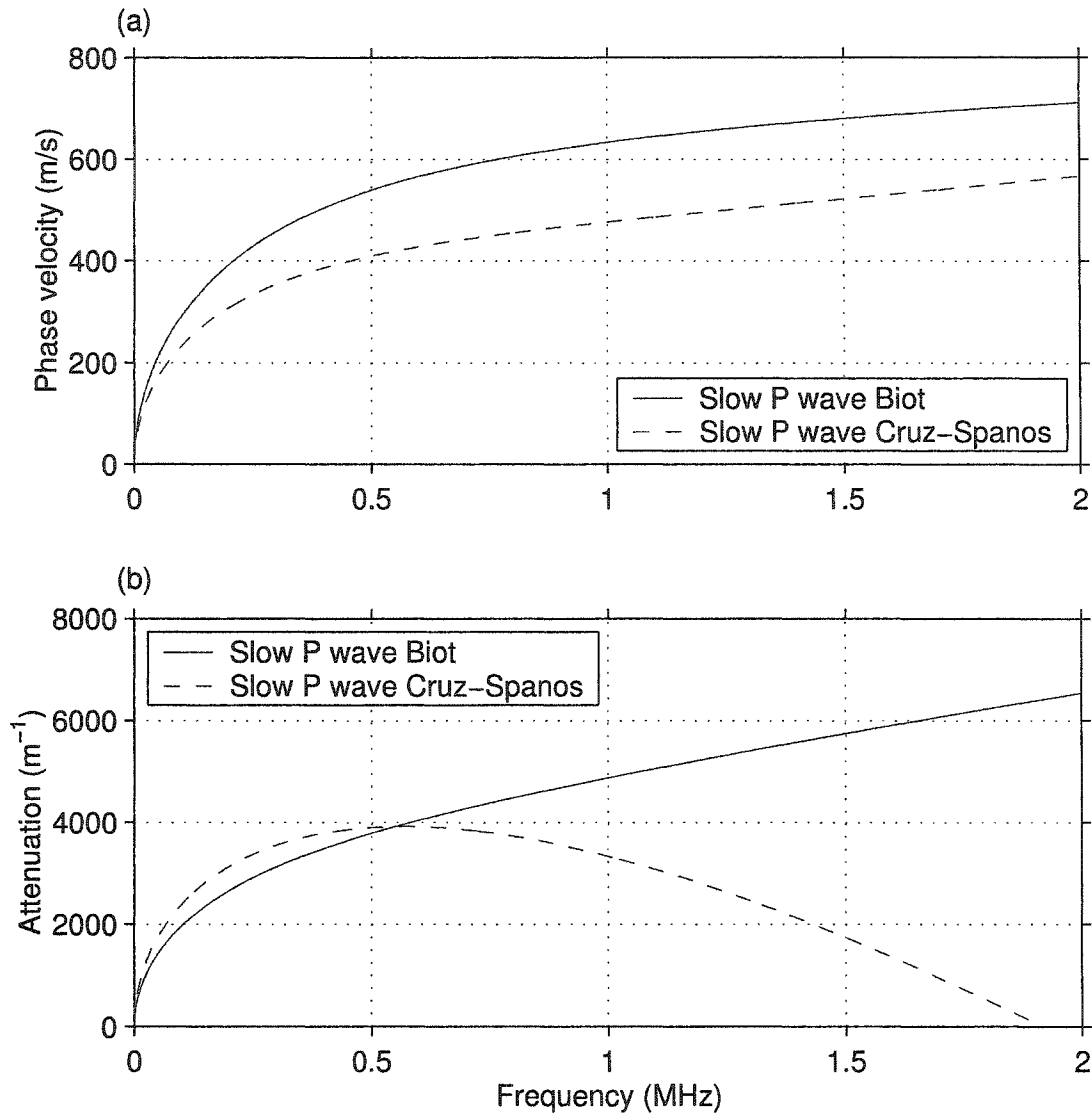 (a)
800
600
400
200
0
Phase velocity (m/s)
Slow P wave Biot
Slow P wave Cruz−Spanos
0 0.5 1 1.5 2
(b)
8000
6000
4000
2000
0
Attenuation (m⁻¹)
Slow P wave Biot
Slow P wave Cruz−Spanos
0 0.5 1 1.5 2
Frequency (MHz)